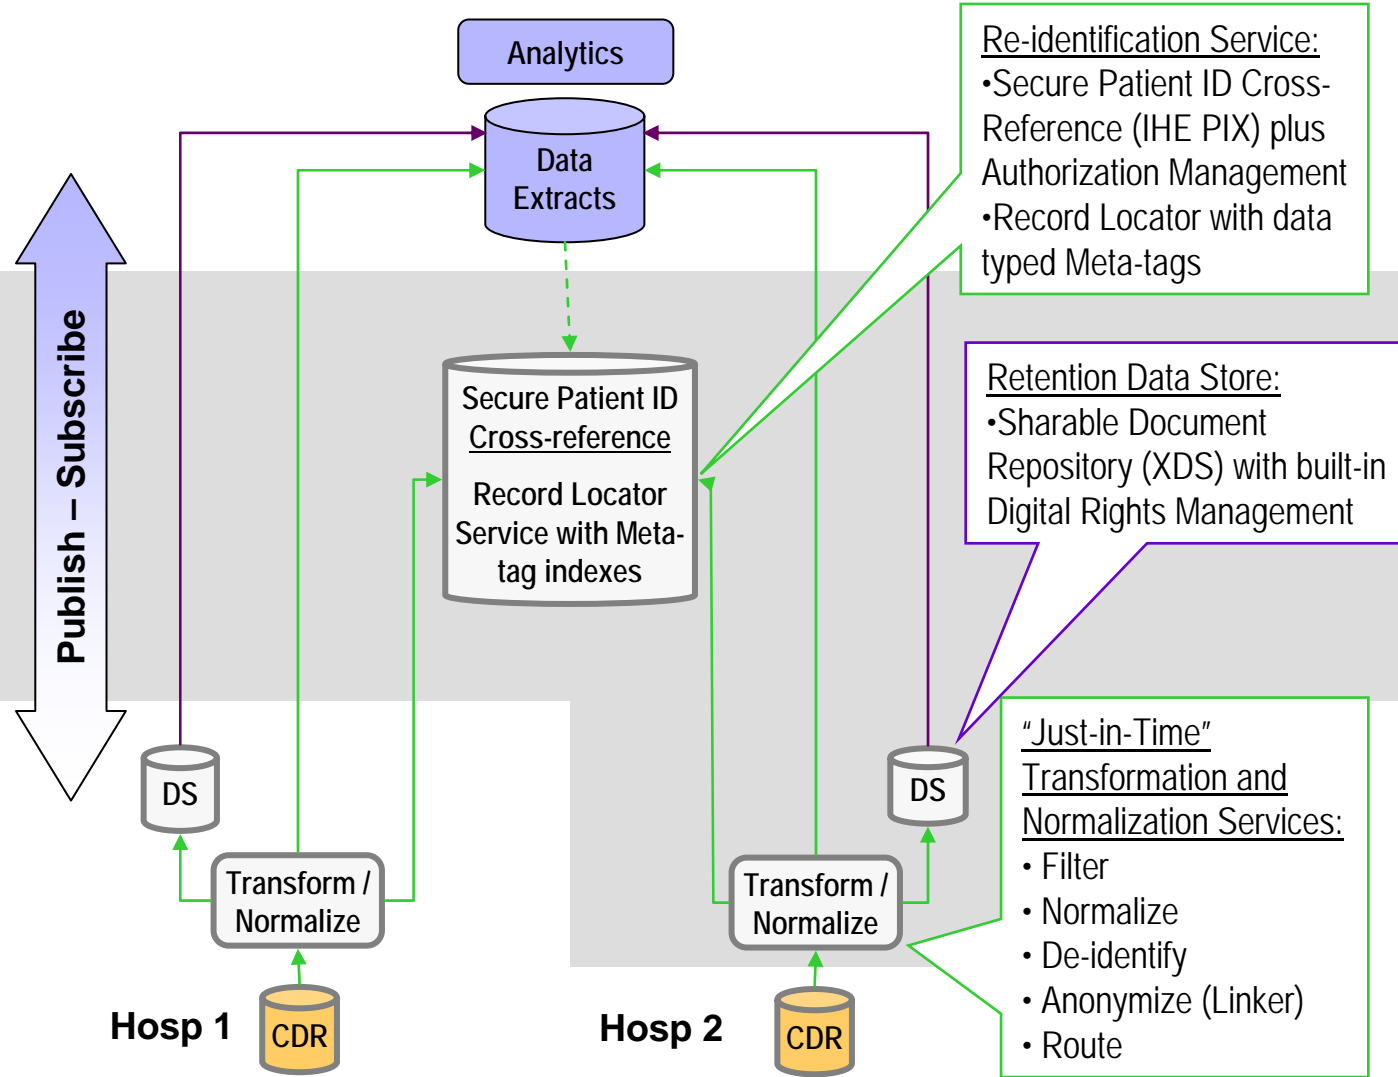 Analytics
Data
Extracts
Re-identification Service:
•Secure Patient ID Cross-
Reference (IHE PIX) plus
Authorization Management
•Record Locator with data
typed Meta-tags
Publish – Subscribe
Secure Patient ID
Cross-reference
Record Locator
Service with Meta-
tag indexes
Retention Data Store:
•Sharable Document
Repository (XDS) with built-in
Digital Rights Management
DS
DS
“Just-in-Time”
Transformation and
Normalization Services:
• Filter
• Normalize
• De-identify
• Anonymize (Linker)
• Route
Transform /
Normalize
Transform /
Normalize
Hosp 1
CDR
Hosp 2
CDR